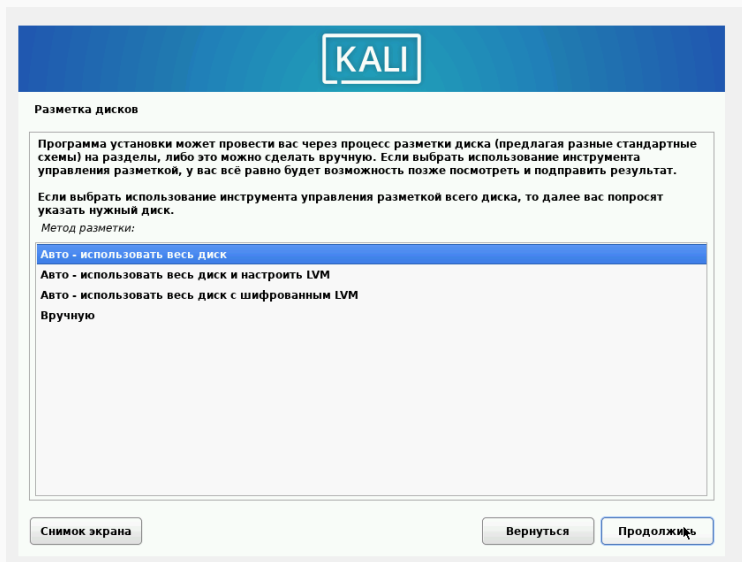 KALI
Разметка дисков
Программа установки может провести вас через процесс разметки диска (предлагая разные стандартные
схемы) на разделы, либо это можно сделать вручную. Если выбрать использование инструмента
управления разметкой, у вас всё равно будет возможность позже посмотреть и подправить результат.
Если выбрать использование инструмента управления разметкой всего диска, то далее вас попросят
указать нужный диск.
Метод разметки:
Авто - использовать весь диск
Авто - использовать весь диск и настроить LVM
Авто - использовать весь диск с шифрованным LVM
Вручную
Снимок экрана
Вернуться
Продолжить